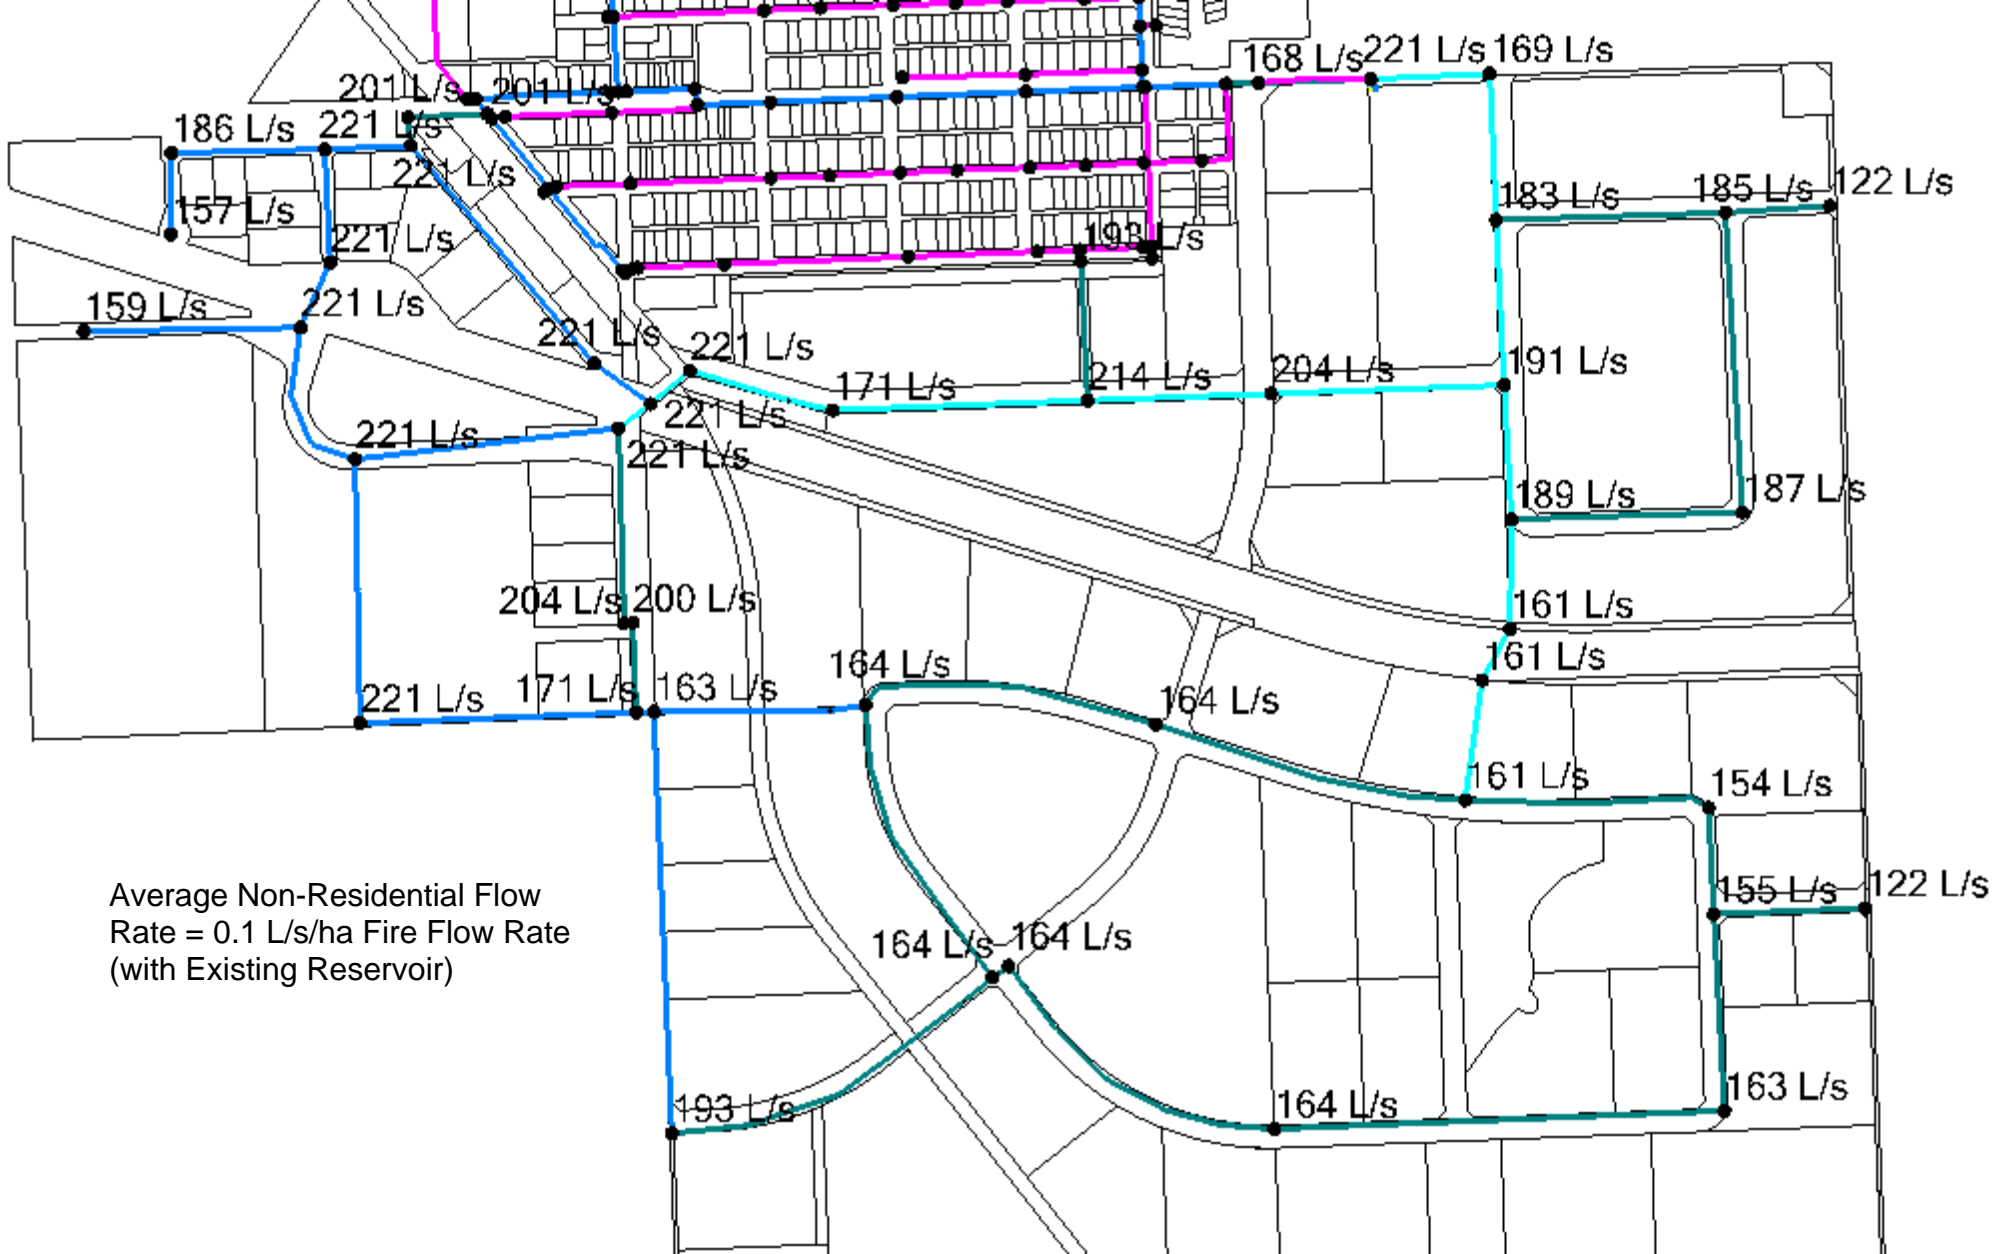 168 L/s
221 L/s
169 L/s
201 L/s
201 L/s
186 L/s
221 L/s
221 L/s
157 L/s
221 L/s
193 L/s
183 L/s
185 L/s
122 L/s
159 L/s
221 L/s
221 L/s
221 L/s
171 L/s
214 L/s
204 L/s
191 L/s
221 L/s
221 L/s
221 L/s
189 L/s
187 L/s
204 L/s
200 L/s
161 L/s
161 L/s
221 L/s
171 L/s
163 L/s
164 L/s
164 L/s
161 L/s
154 L/s
155 L/s
122 L/s
Average Non-Residential Flow
Rate = 0.1 L/s/ha Fire Flow Rate
(with Existing Reservoir)
164 L/s
164 L/s
193 L/s
164 L/s
163 L/s